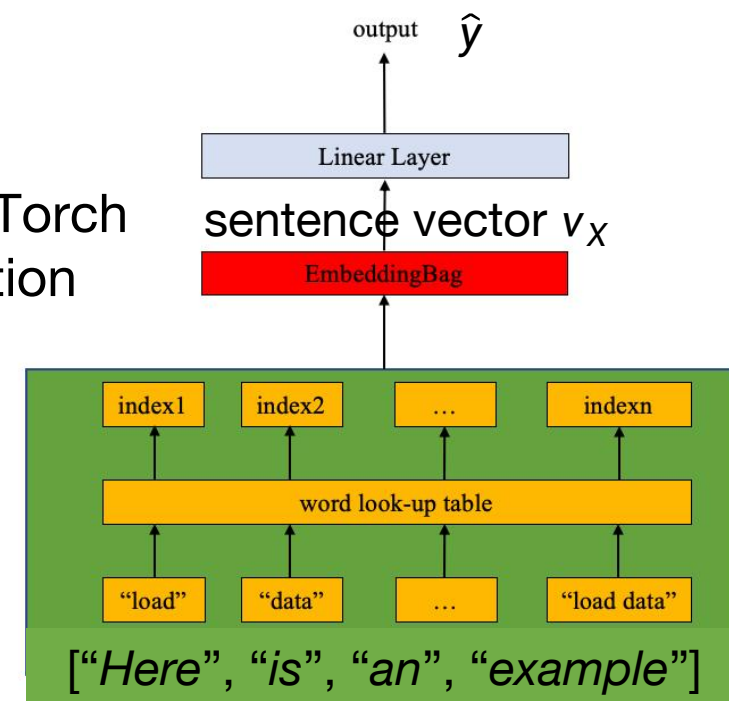 output ŷ
Linear Layer
Torch sentence vector v_X
tion EmbeddingBag
index1 index2 … indexn
word look-up table
“load” “data” … “load data”
[“Here”, “is”, “an”, “example”]